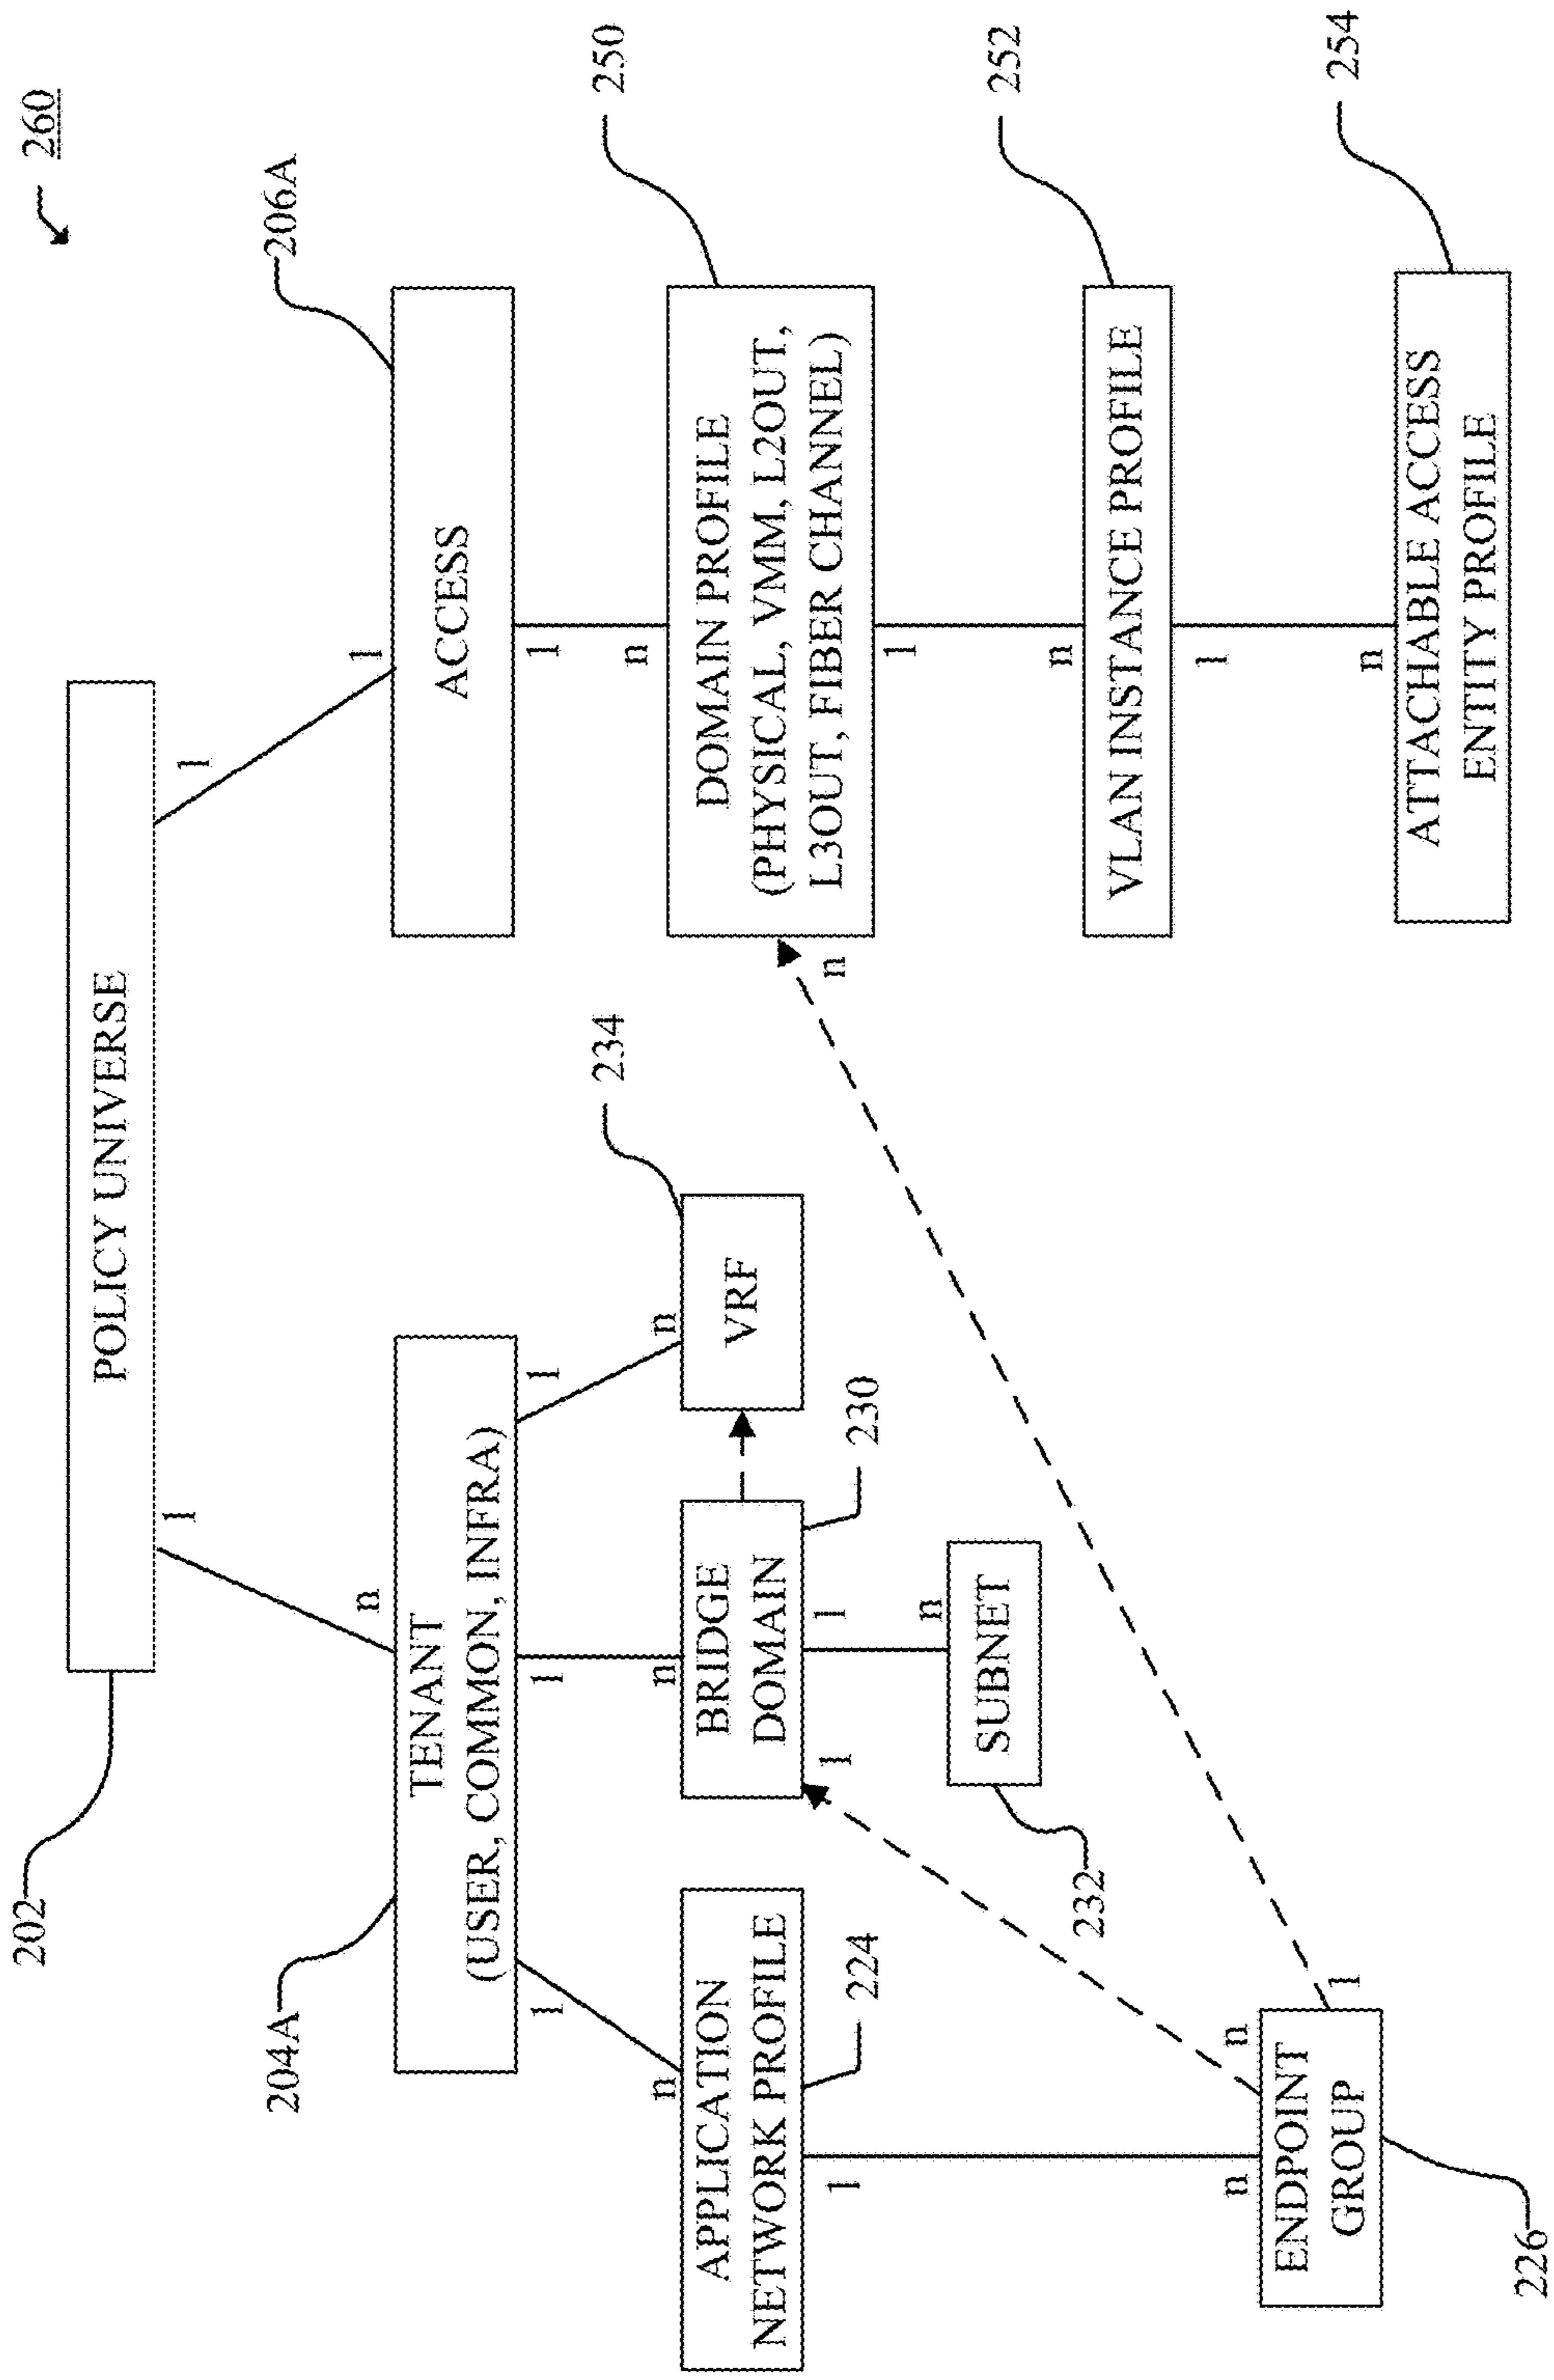 260
202
POLICY UNIVERSE
1
1
n
1
204A
TENANT
(USER, COMMON, INFRA)
206A
ACCESS
1
1
1
1
n
n
n
n
224
APPLICATION
NETWORK PROFILE
230
BRIDGE
DOMAIN
234
VRF
250
DOMAIN PROFILE
(PHYSICAL, VMM, L2OUT,
L3OUT, FIBER CHANNEL)
1
1
1
n
1
n
n
232
SUBNET
252
VLAN INSTANCE PROFILE
1
n
n
n
1
226
ENDPOINT
GROUP
254
ATTACHABLE ACCESS
ENTITY PROFILE